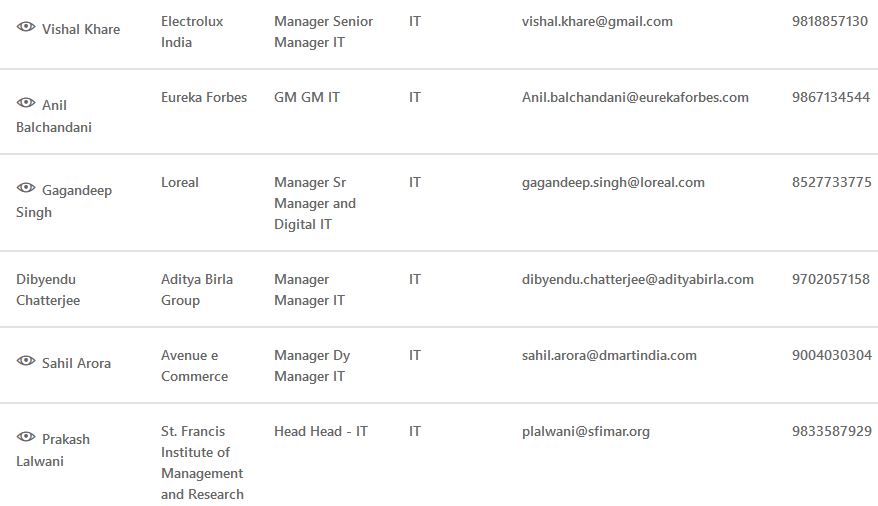 Vishal Khare Electrolux India Manager Senior Manager IT IT vishal.khare@gmail.com 9818857130
Anil Balchandani Eureka Forbes GM GM IT IT Anil.balchandani@eurekaforbes.com 9867134544
Gagandeep Singh Loreal Manager Sr Manager and Digital IT IT gagandeep.singh@loreal.com 8527733775
Dibyendu Chatterjee Aditya Birla Group Manager Manager IT IT dibyendu.chatterjee@adityabirla.com 9702057158
Sahil Arora Avenue e Commerce Manager Dy Manager IT IT sahil.arora@dmartindia.com 9004030304
Prakash Lalwani St. Francis Institute of Management and Research Head Head - IT IT plalwani@sfimar.org 9833587929